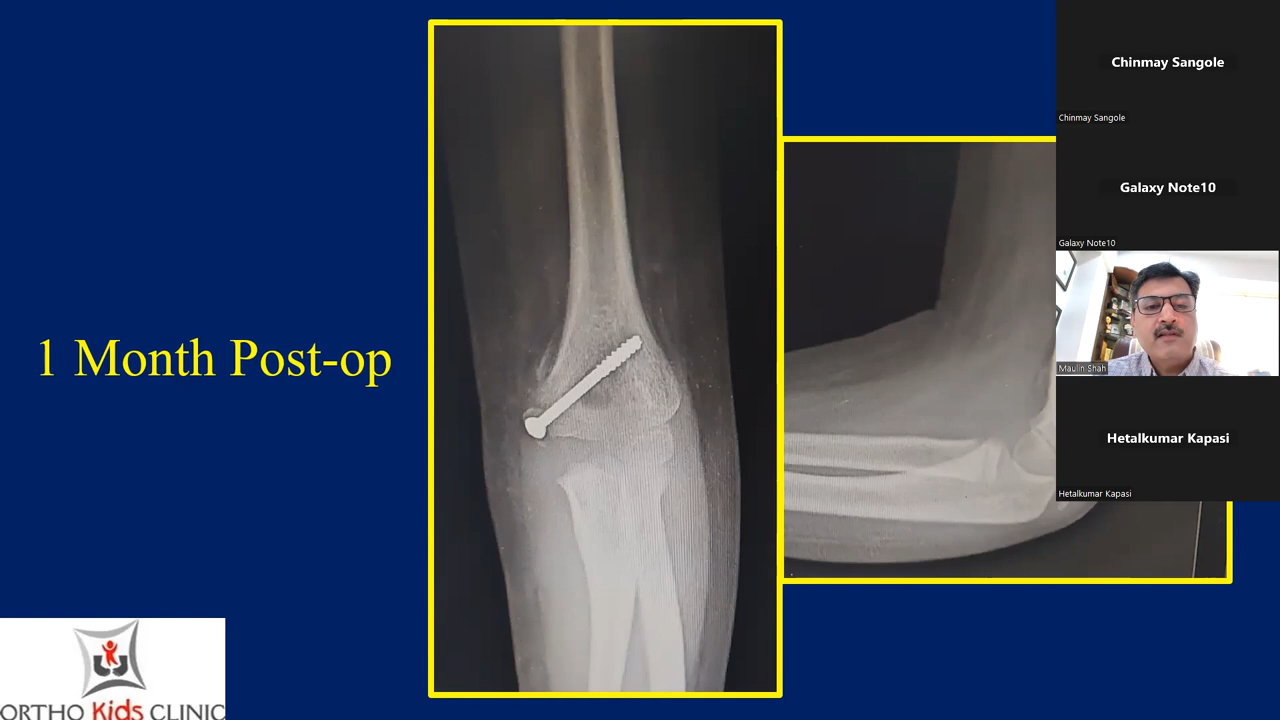 1 Month Post-op
ORTHO Kids CLINIC
Chinmay Sangole
Chinmay Sangole
Galaxy Note10
Galaxy Note10
Maulin Shah
Hetalkumar Kapasi
Hetalkumar Kapasi